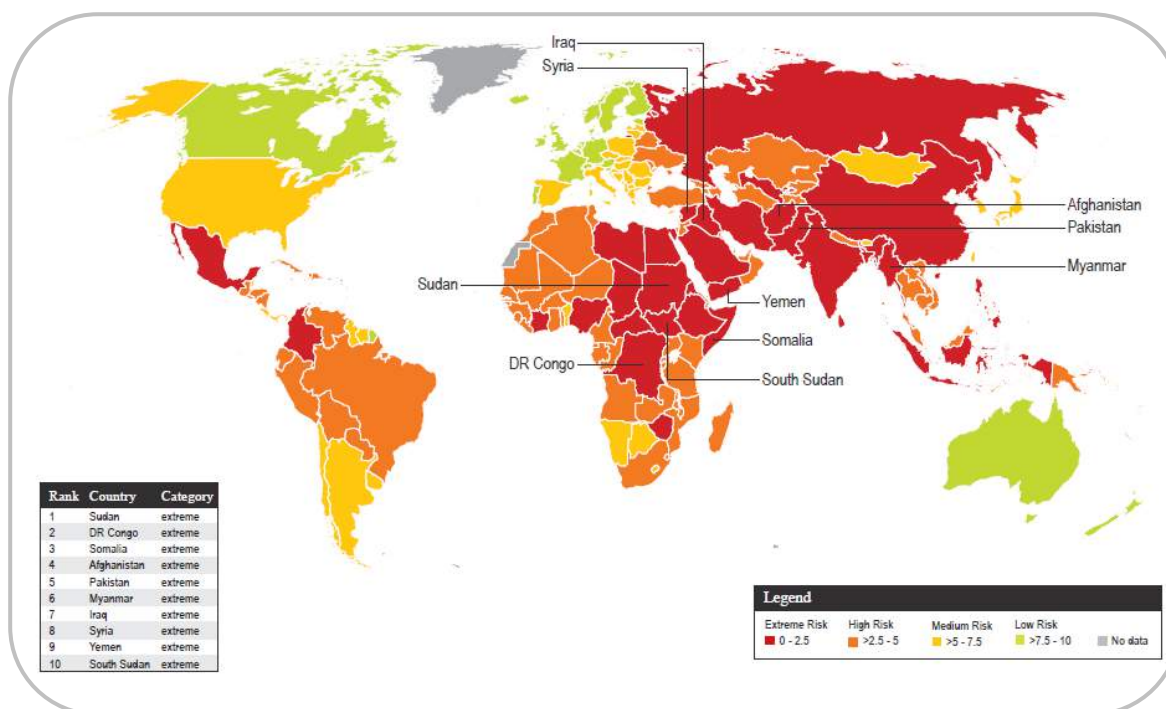 Iraq
Syria
Afghanistan
Pakistan
Myanmar
Sudan
Yemen
Somalia
DR Congo
South Sudan
Rank Country Category
1 Sudan extreme
2 DR Congo extreme
3 Somalia extreme
4 Afghanistan extreme
5 Pakistan extreme
6 Myanmar extreme
7 Iraq extreme
8 Syria extreme
9 Yemen extreme
10 South Sudan extreme
Legend
Extreme Risk High Risk Medium Risk Low Risk
0 - 2.5 >2.5 - 5 >5 - 7.5 >7.5 - 10 No data